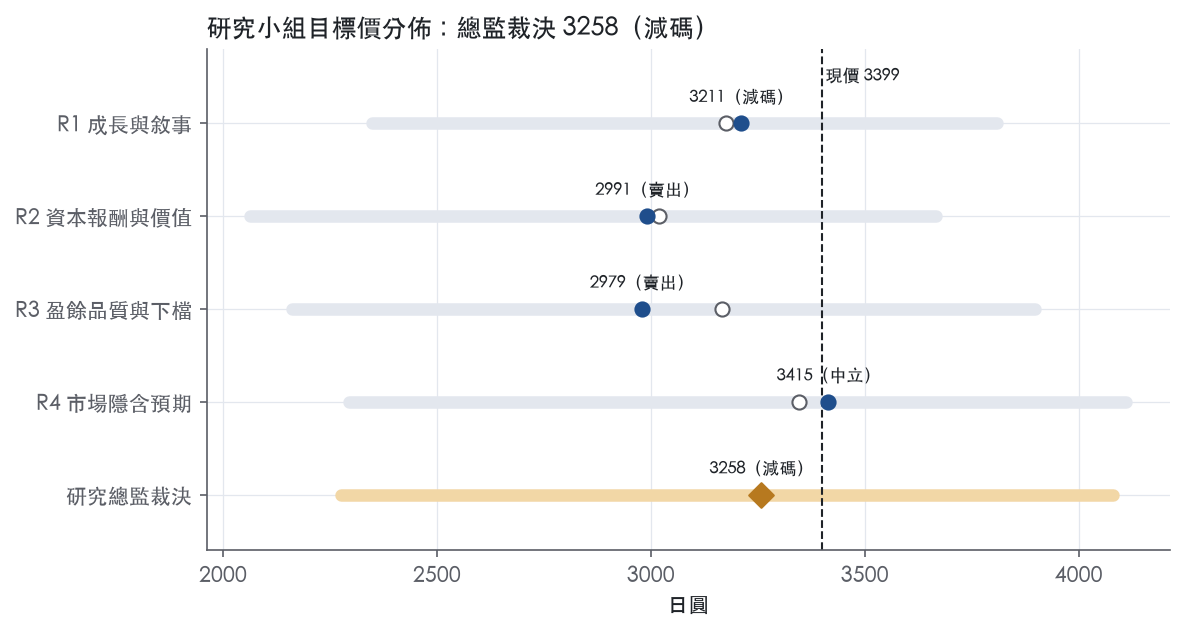 研究小組目標價分佈：總監裁決 3258（減碼）
現價 3399
3211（減碼）
R1 成長與敘事
2991（賣出）
R2 資本報酬與價值
2979（賣出）
R3 盈餘品質與下檔
3415（中立）
R4 市場隱含預期
3258（減碼）
研究總監裁決
2000 2500 3000 3500 4000
日圓